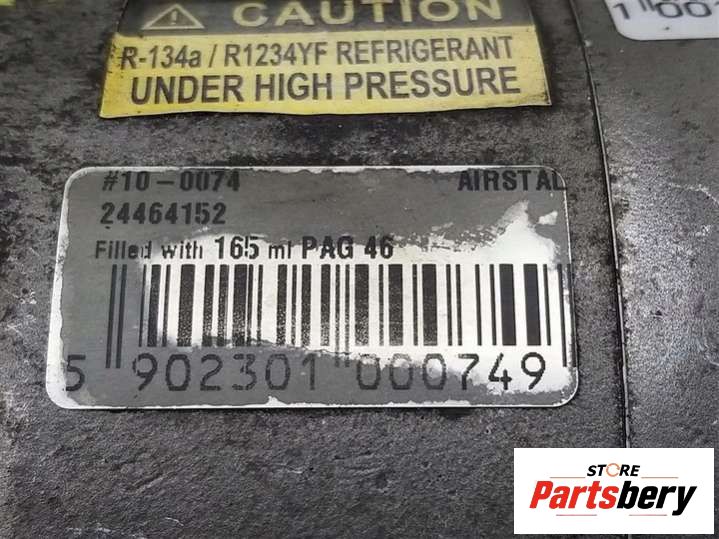 CAUTION
R-134a / R1234YF REFRIGERANT
UNDER HIGH PRESSURE
#10-0074 AIRSTAL
24464152
Filled with 165 ml PAG 46
5 902301 000749
STORE
Partsbery